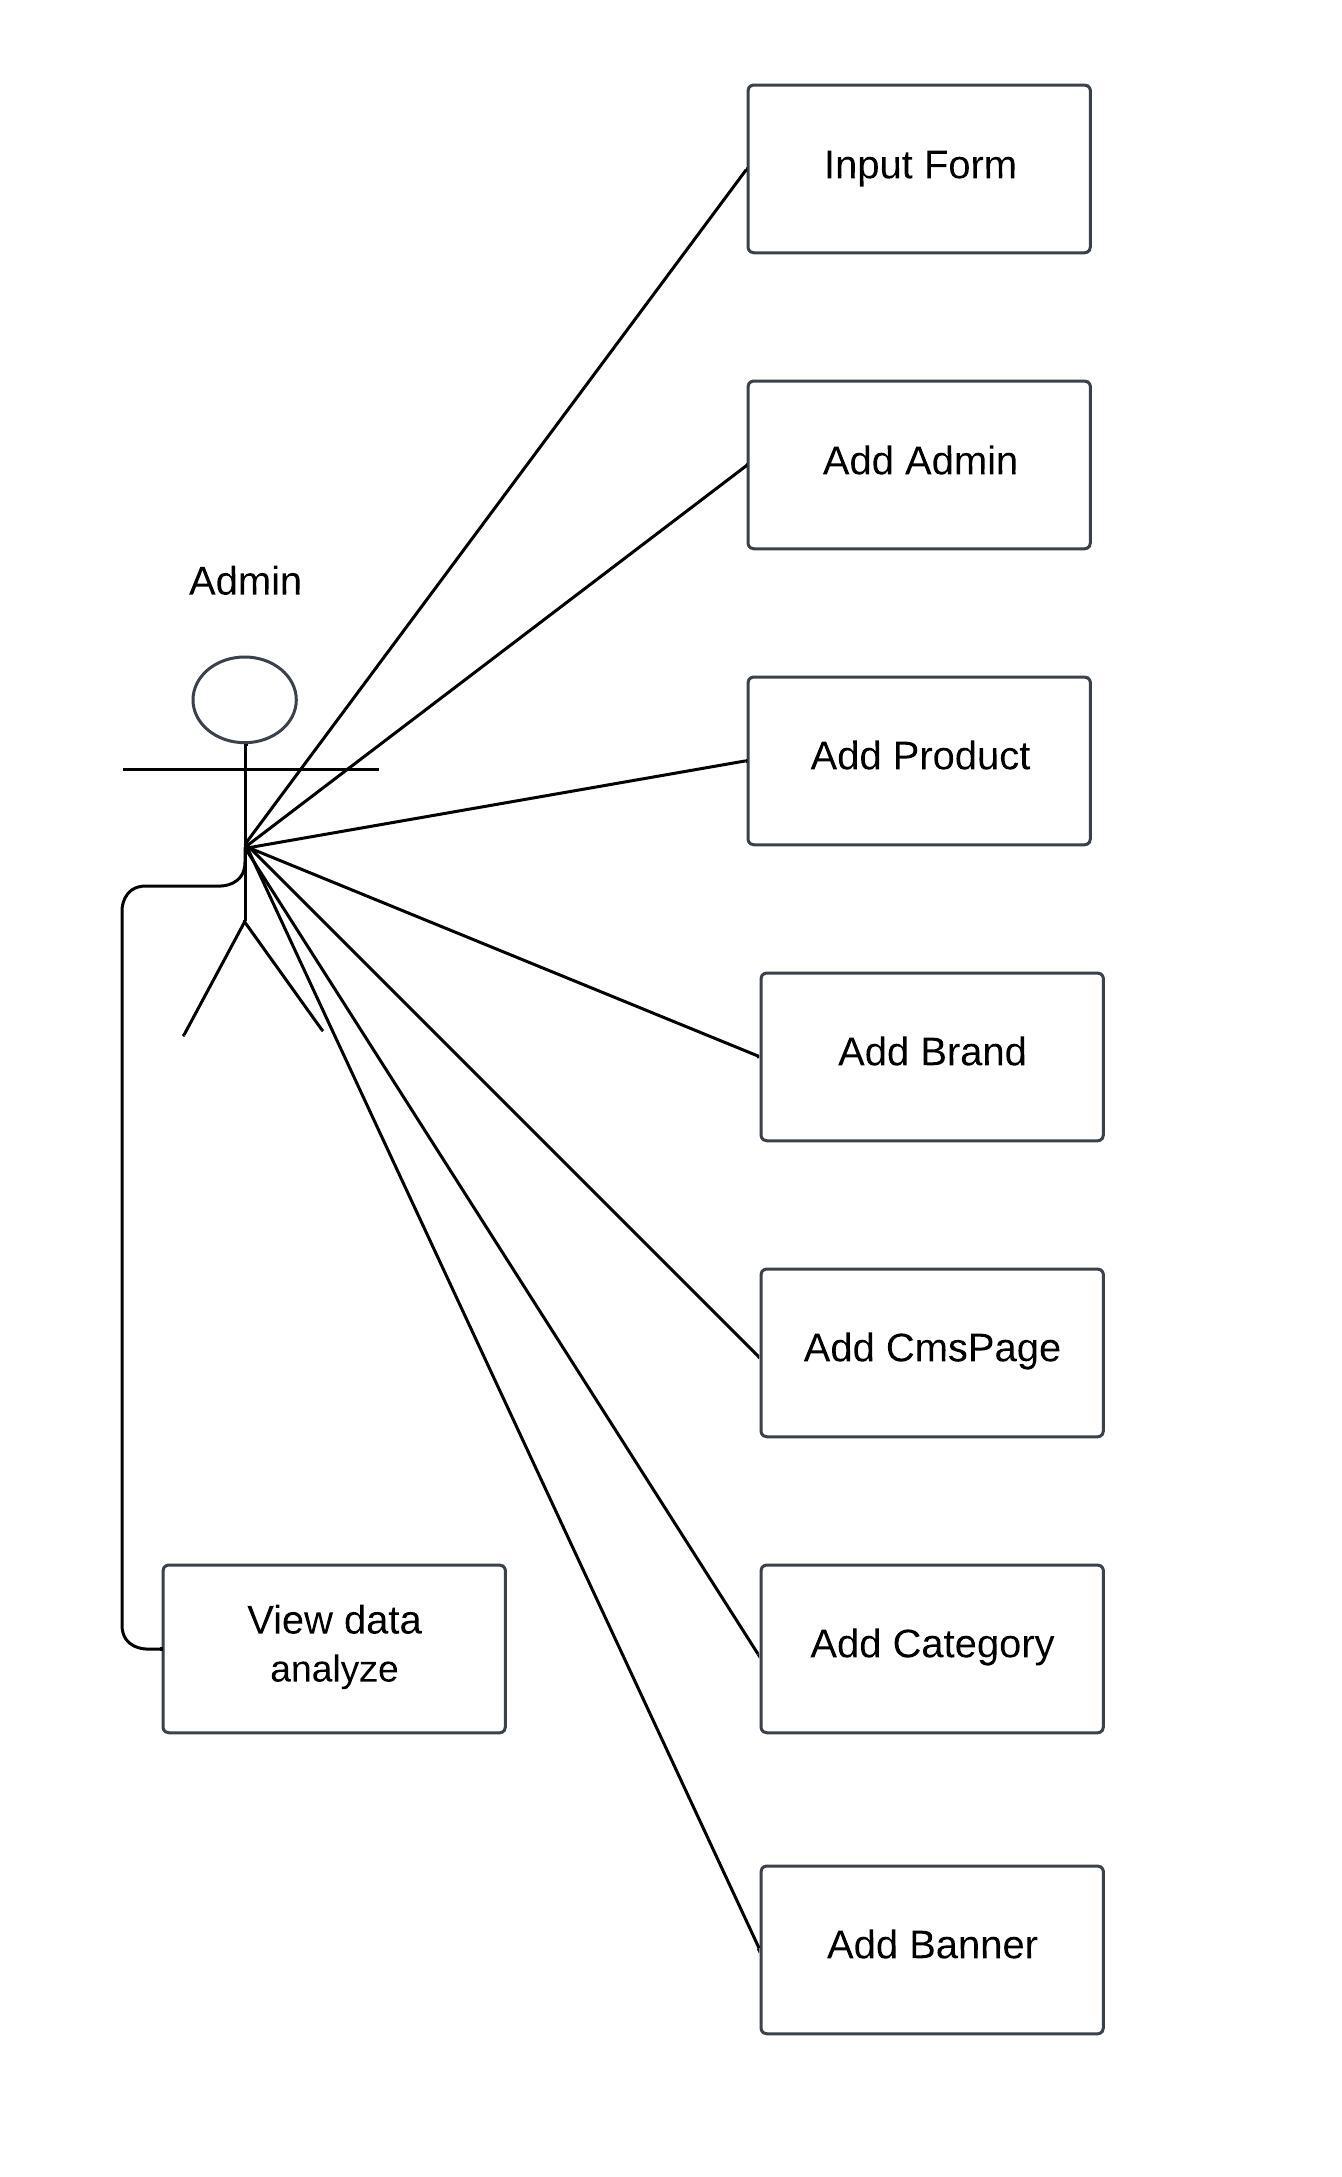 Input Form
Add Admin
Admin
Add Product
Add Brand
Add CmsPage
View data
analyze
Add Category
Add Banner